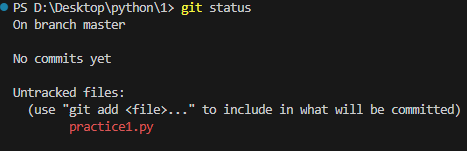 PS D:\Desktop\python\1> git status
On branch master
No commits yet
Untracked files:
(use "git add <file>..." to include in what will be committed)
practice1.py